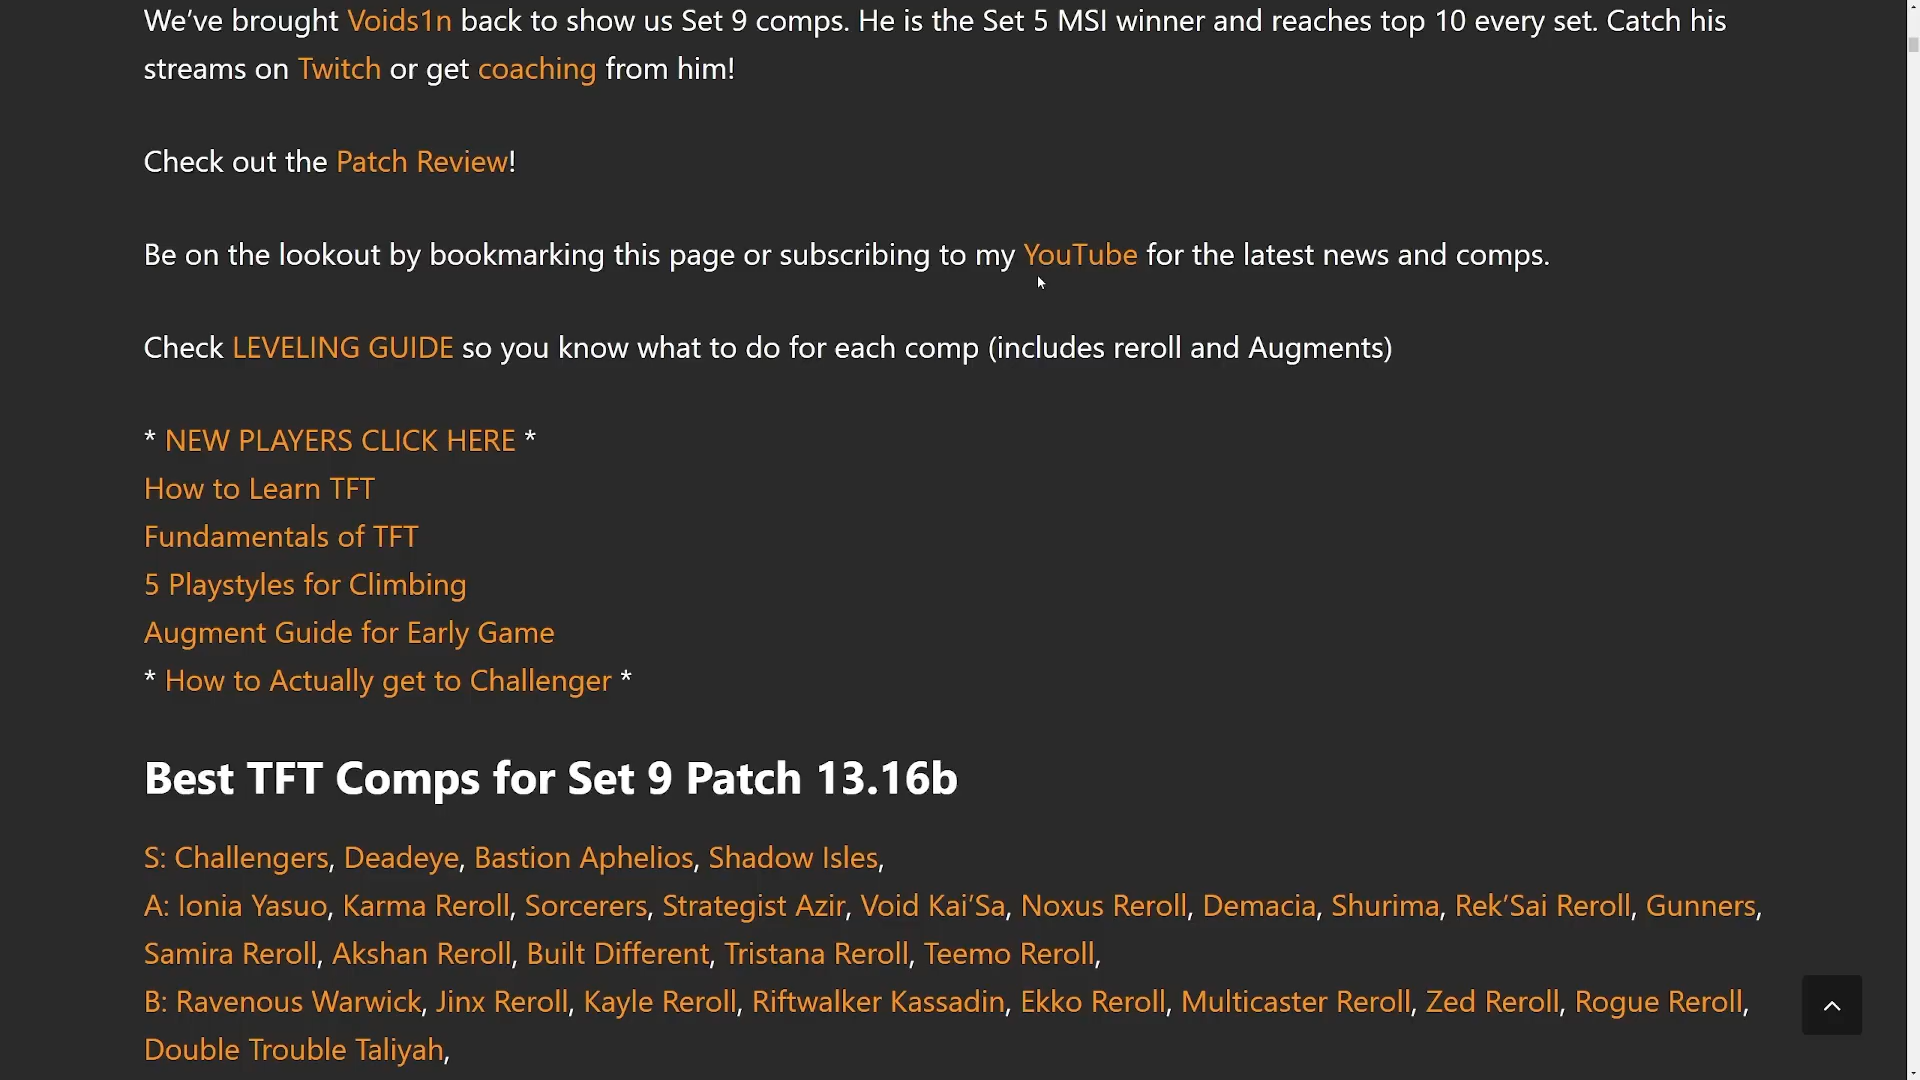 We’ve brought Voids1n back to show us Set 9 comps. He is the Set 5 MSI winner and reaches top 10 every set. Catch his
streams on Twitch or get coaching from him!
Check out the Patch Review!
Be on the lookout by bookmarking this page or subscribing to my YouTube for the latest news and comps.
Check LEVELING GUIDE so you know what to do for each comp (includes reroll and Augments)
* NEW PLAYERS CLICK HERE *
How to Learn TFT
Fundamentals of TFT
5 Playstyles for Climbing
Augment Guide for Early Game
* How to Actually get to Challenger *
Best TFT Comps for Set 9 Patch 13.16b
S: Challengers, Deadeye, Bastion Aphelios, Shadow Isles,
A: Ionia Yasuo, Karma Reroll, Sorcerers, Strategist Azir, Void Kai’Sa, Noxus Reroll, Demacia, Shurima, Rek’Sai Reroll, Gunners,
Samira Reroll, Akshan Reroll, Built Different, Tristana Reroll, Teemo Reroll,
B: Ravenous Warwick, Jinx Reroll, Kayle Reroll, Riftwalker Kassadin, Ekko Reroll, Multicaster Reroll, Zed Reroll, Rogue Reroll,
Double Trouble Taliyah,